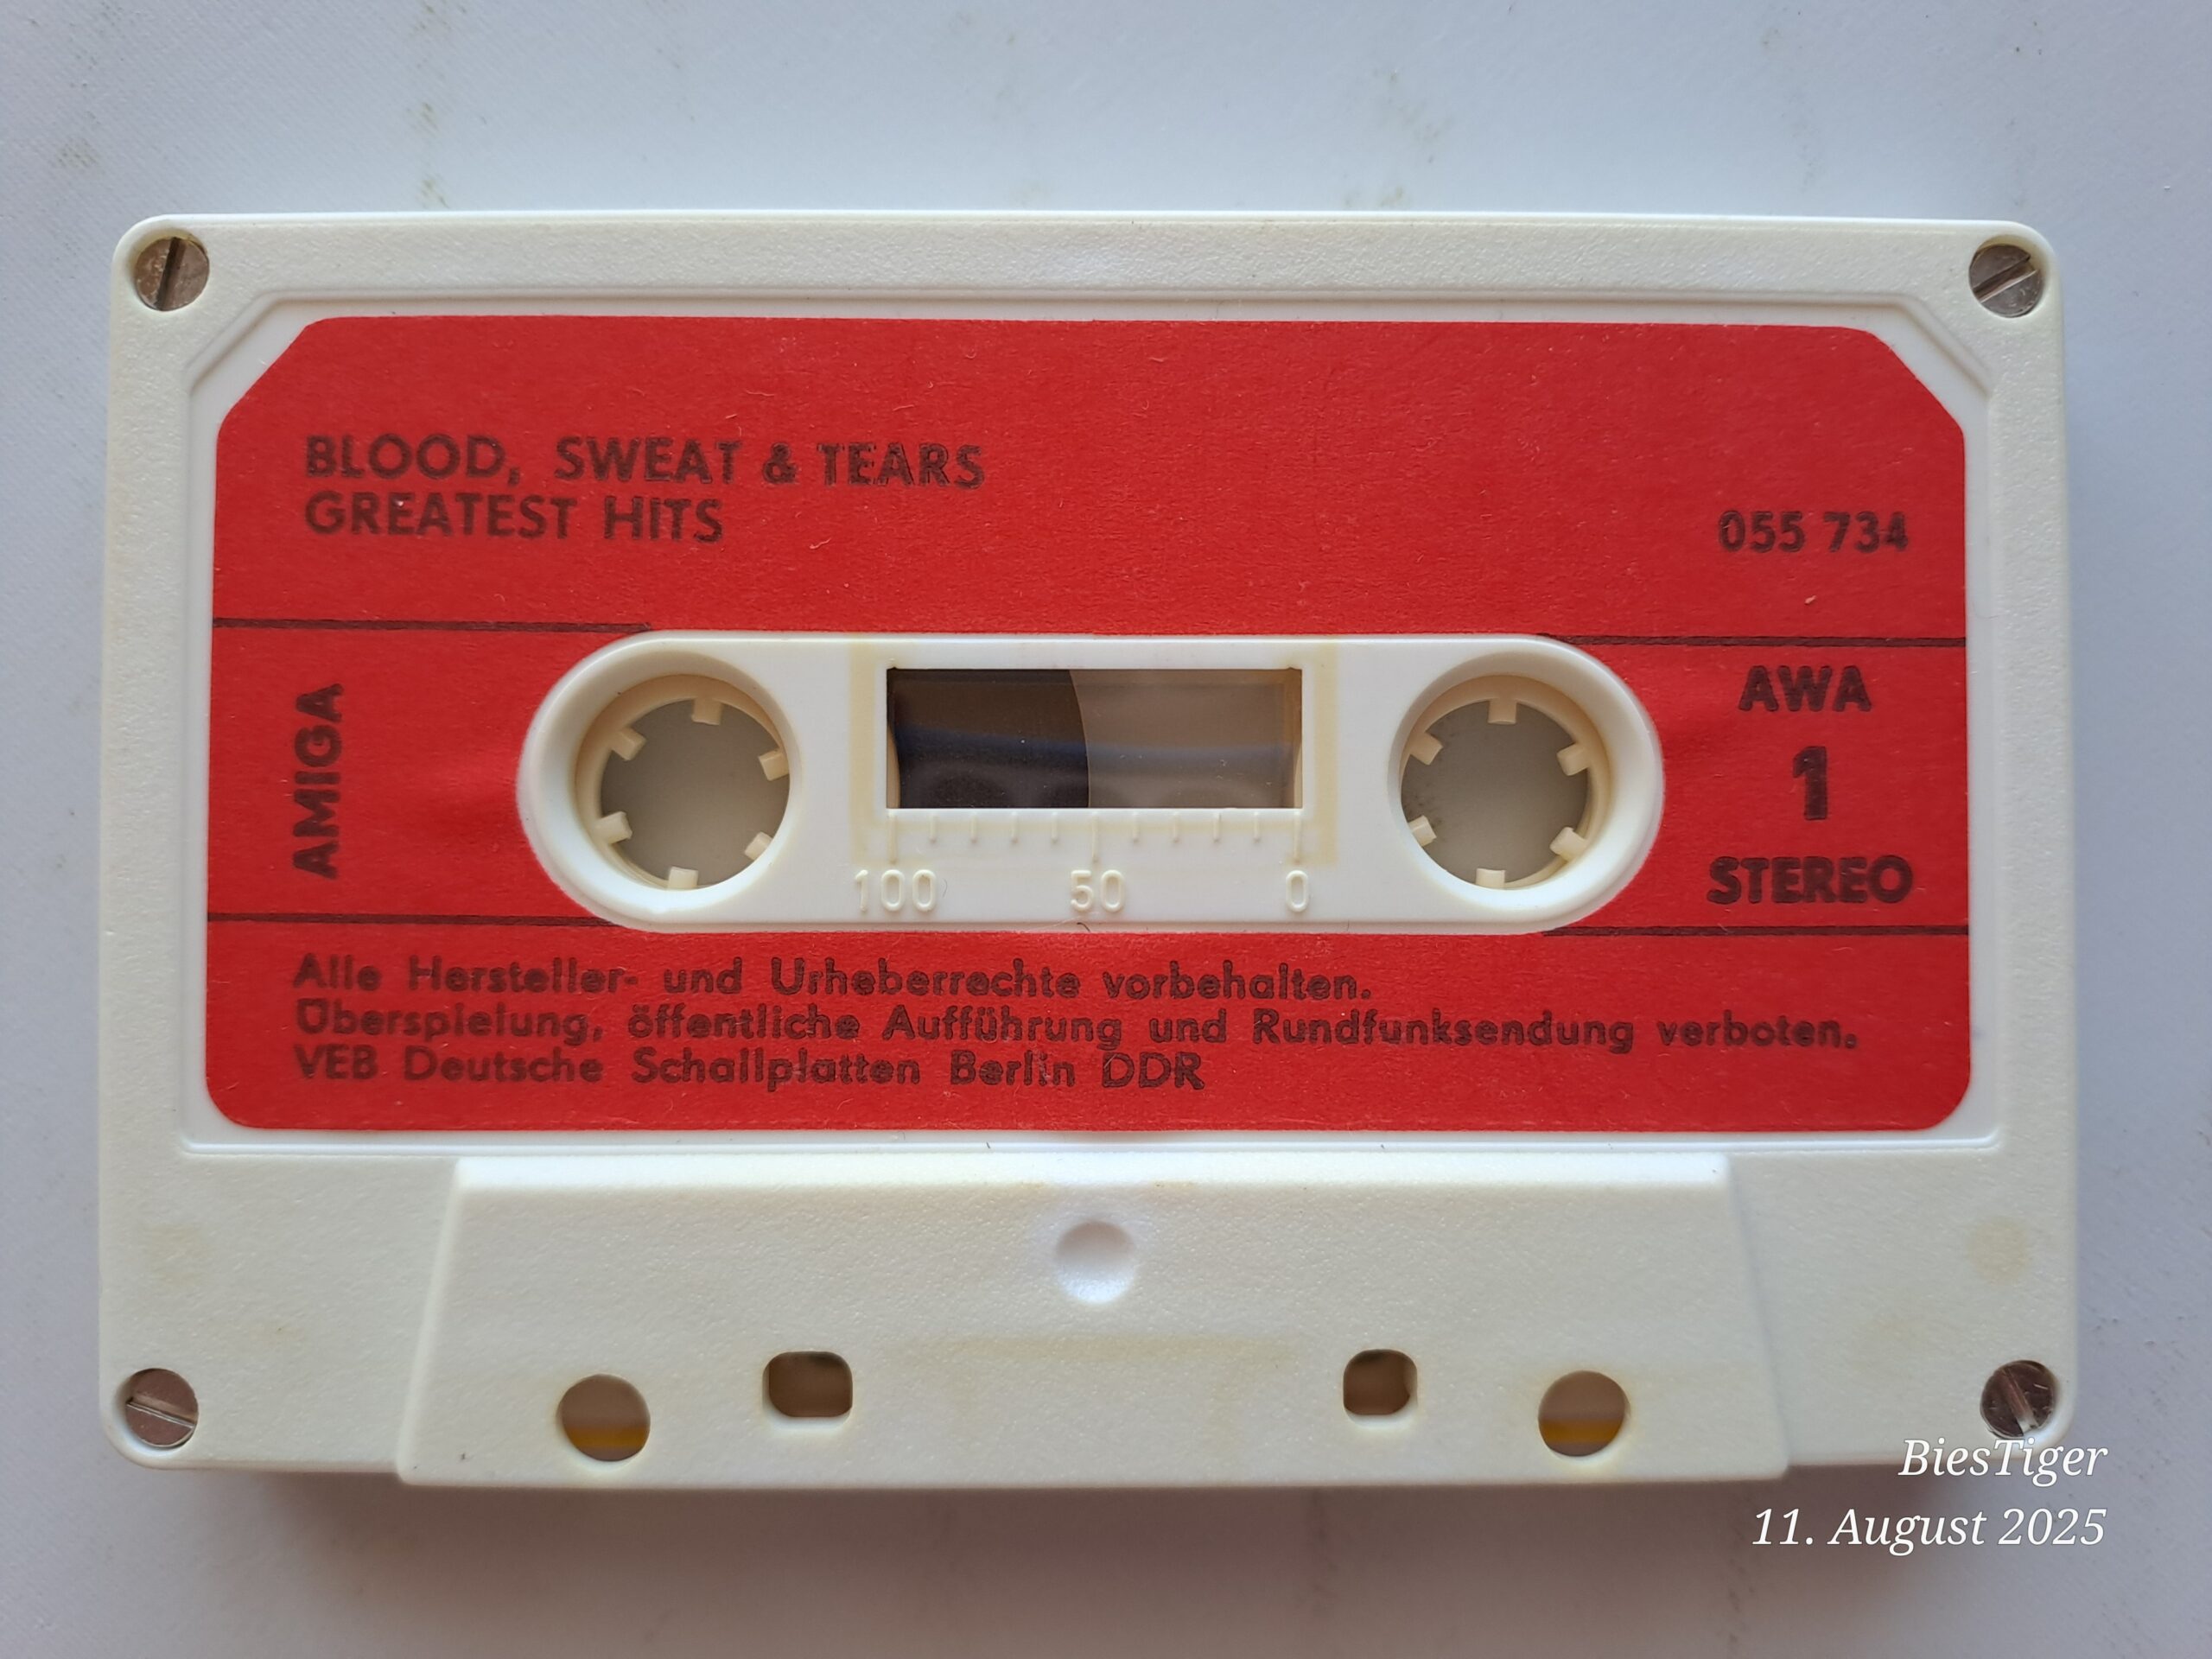 BLOOD, SWEAT & TEARS
GREATEST HITS
055 734
AMIGA
AWA
1
STEREO
100 50 0
Alle Hersteller- und Urheberrechte vorbehalten.
Überspielung, öffentliche Aufführung und Rundfunksendung verboten.
VEB Deutsche Schallplatten Berlin DDR
BiesTiger
11. August 2025